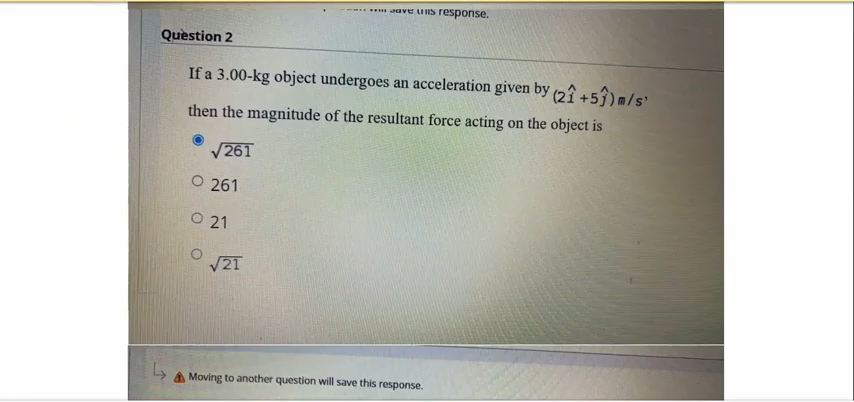 save this response.
Question 2
If a 3.00-kg object undergoes an acceleration given by (2î +5ĵ) m/s'
then the magnitude of the resultant force acting on the object is
√261
261
21
√21
Moving to another question will save this response.